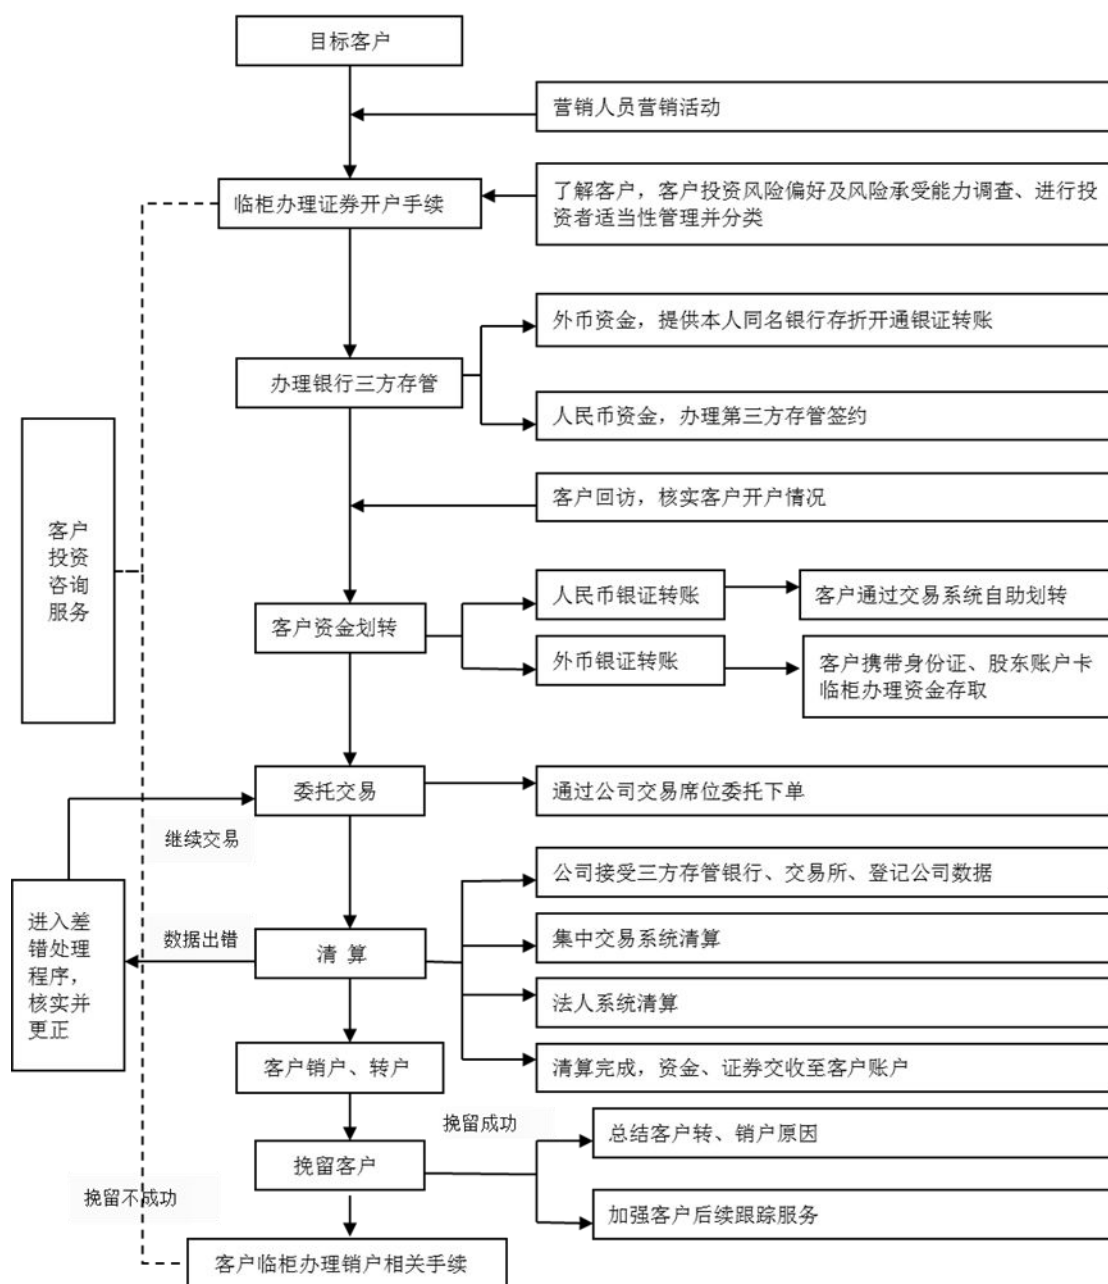 目标客户
营销人员营销活动
临柜办理证券开户手续
了解客户，客户投资风险偏好及风险承受能力调查、进行投
资者适当性管理并分类
外币资金，提供本人同名银行存折开通银证转账
办理银行三方存管
人民币资金，办理第三方存管签约
客户回访，核实客户开户情况
客户
投资
咨询
服务
人民币银证转账
客户通过交易系统自助划转
客户资金划转
外币银证转账
客户携带身份证、股东账户卡
临柜办理资金存取
委托交易
通过公司交易席位委托下单
继续交易
公司接受三方存管银行、交易所、登记公司数据
进入差
错处理
程序，
核实并
更正
数据出错
清 算
集中交易系统清算
法人系统清算
清算完成，资金、证券交收至客户账户
客户销户、转户
挽留成功
总结客户转、销户原因
挽留客户
挽留不成功
加强客户后续跟踪服务
客户临柜办理销户相关手续